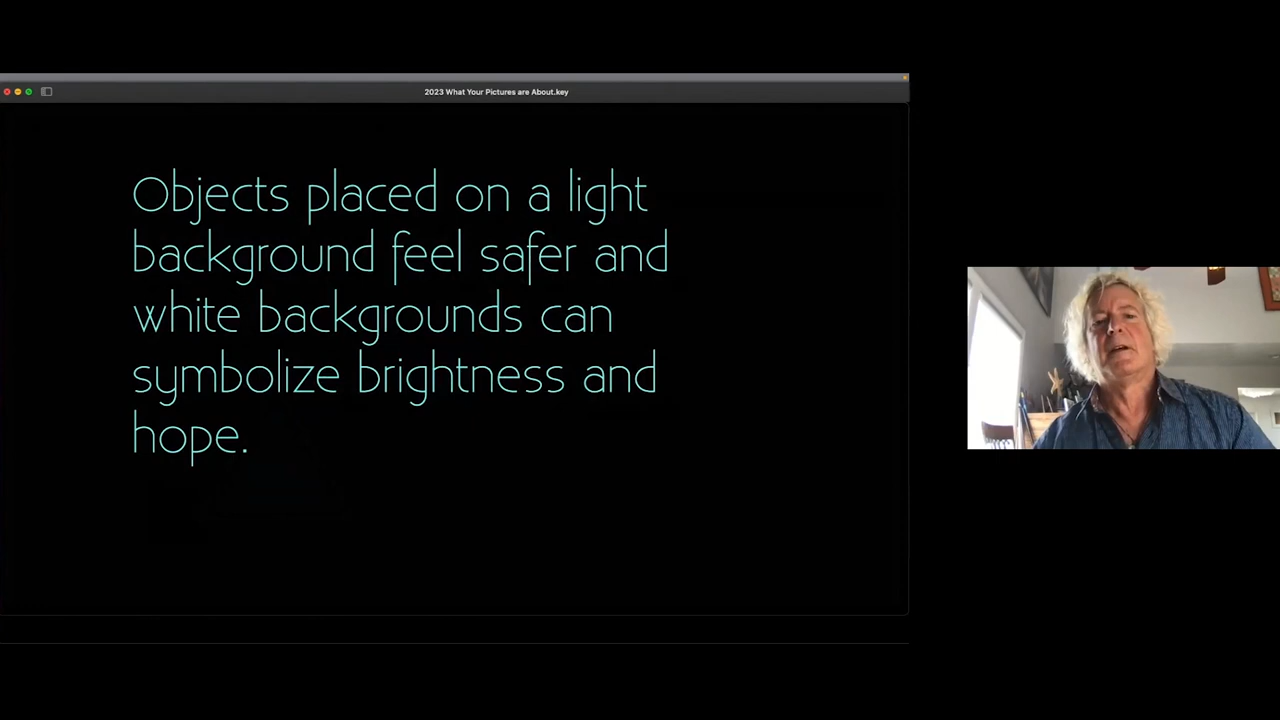 2023 What Your Pictures are About.key
Objects placed on a light
background feel safer and
white backgrounds can
symbolize brightness and
hope.